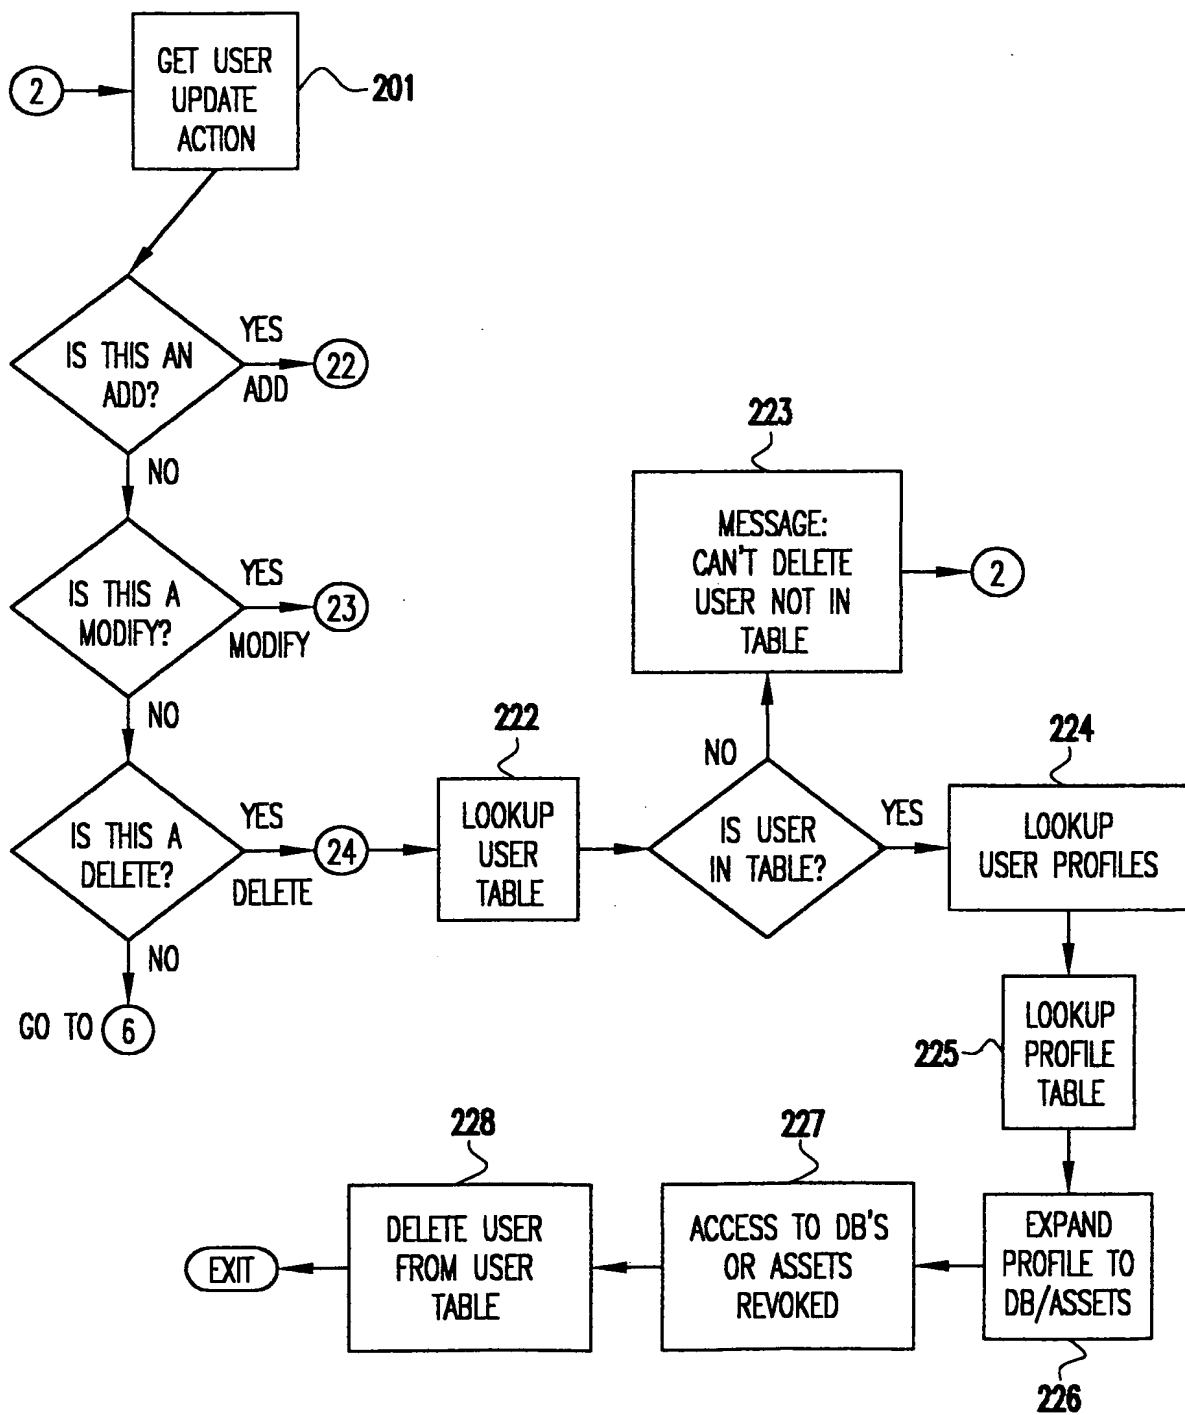 2
GET USER
UPDATE
ACTION
201
IS THIS AN
ADD?
YES
ADD
22
NO
IS THIS A
MODIFY?
YES
MODIFY
23
NO
IS THIS A
DELETE?
YES
DELETE
24
NO
GO TO 6
222
LOOKUP
USER
TABLE
IS USER
IN TABLE?
NO
223
MESSAGE:
CAN'T DELETE
USER NOT IN
TABLE
2
YES
224
LOOKUP
USER PROFILES
225
LOOKUP
PROFILE
TABLE
EXPAND
PROFILE TO
DB/ASSETS
226
227
ACCESS TO DB'S
OR ASSETS
REVOKED
228
DELETE USER
FROM USER
TABLE
EXIT